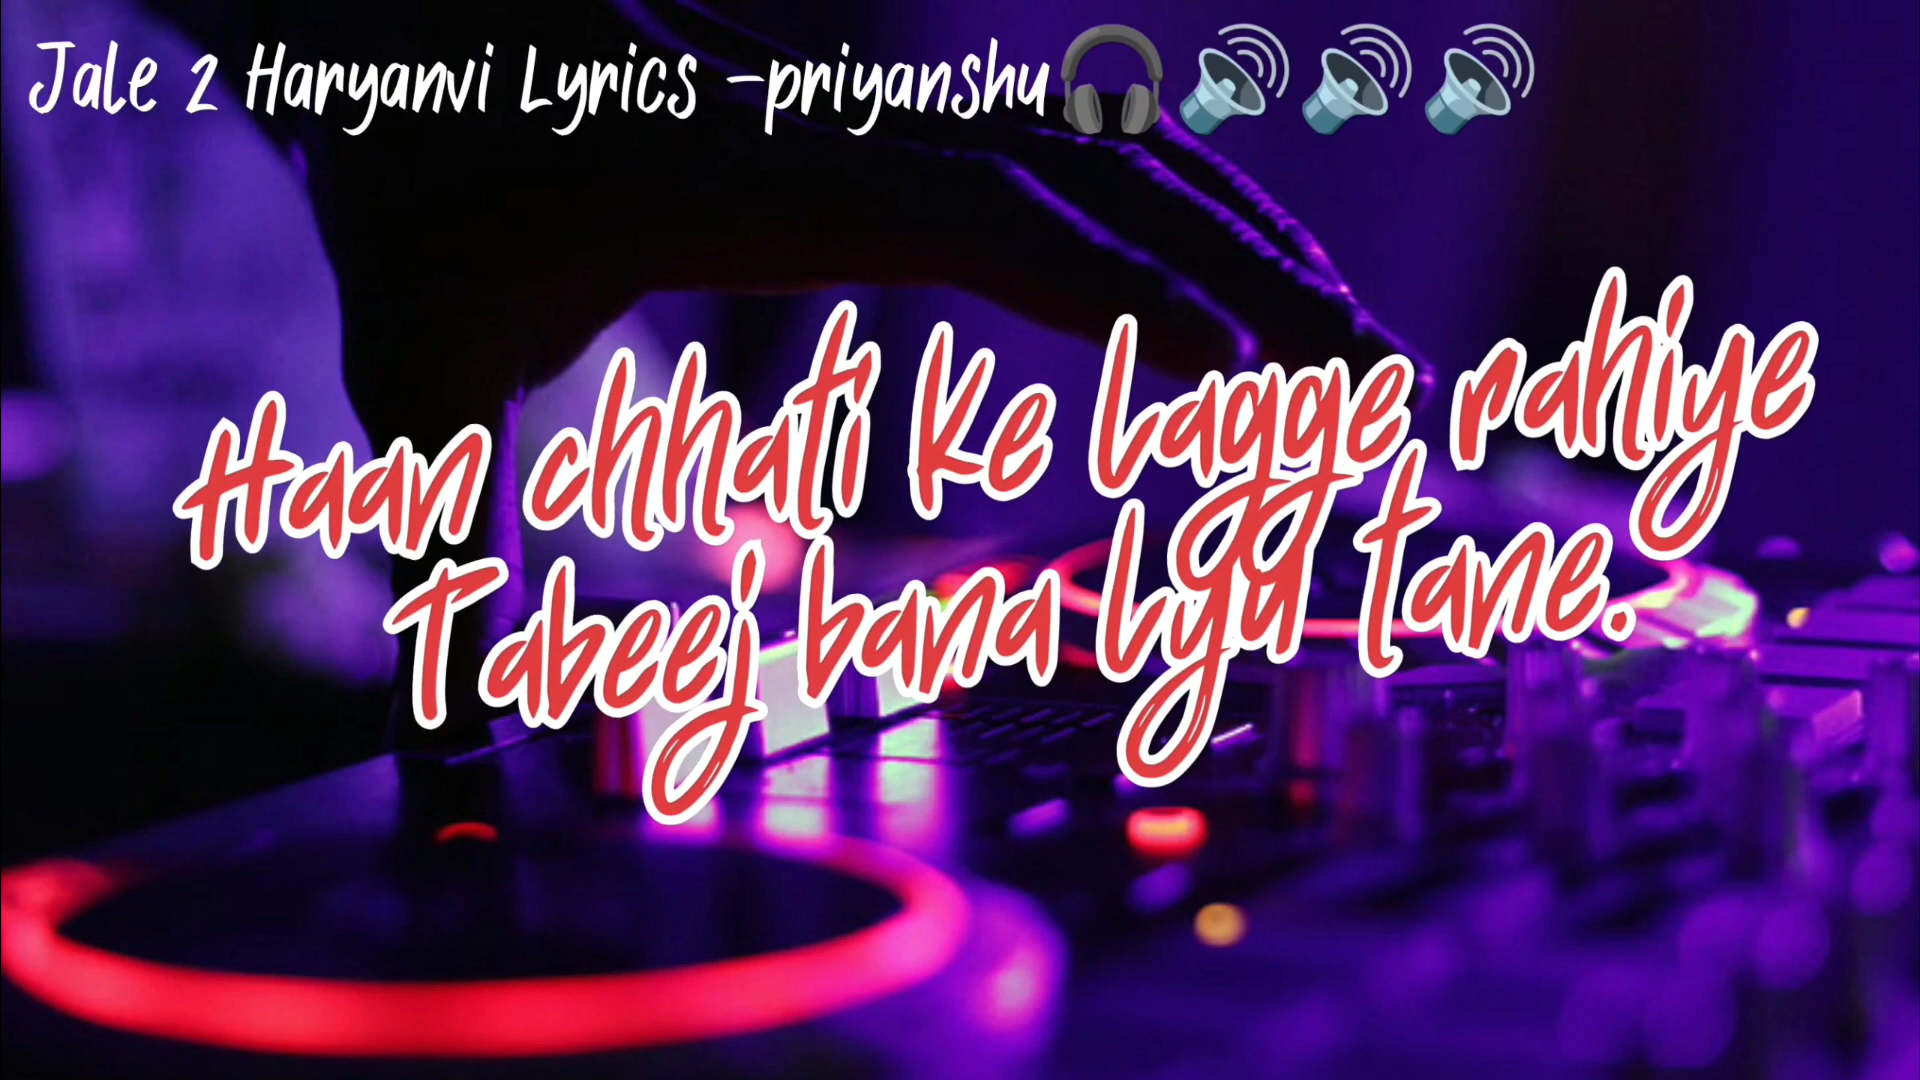 Jale 2 Haryanvi Lyrics -priyanshu🎧🔊🔊🔊
Haan chhati ke lagge rahiye
Tabeej bana lyu tane.